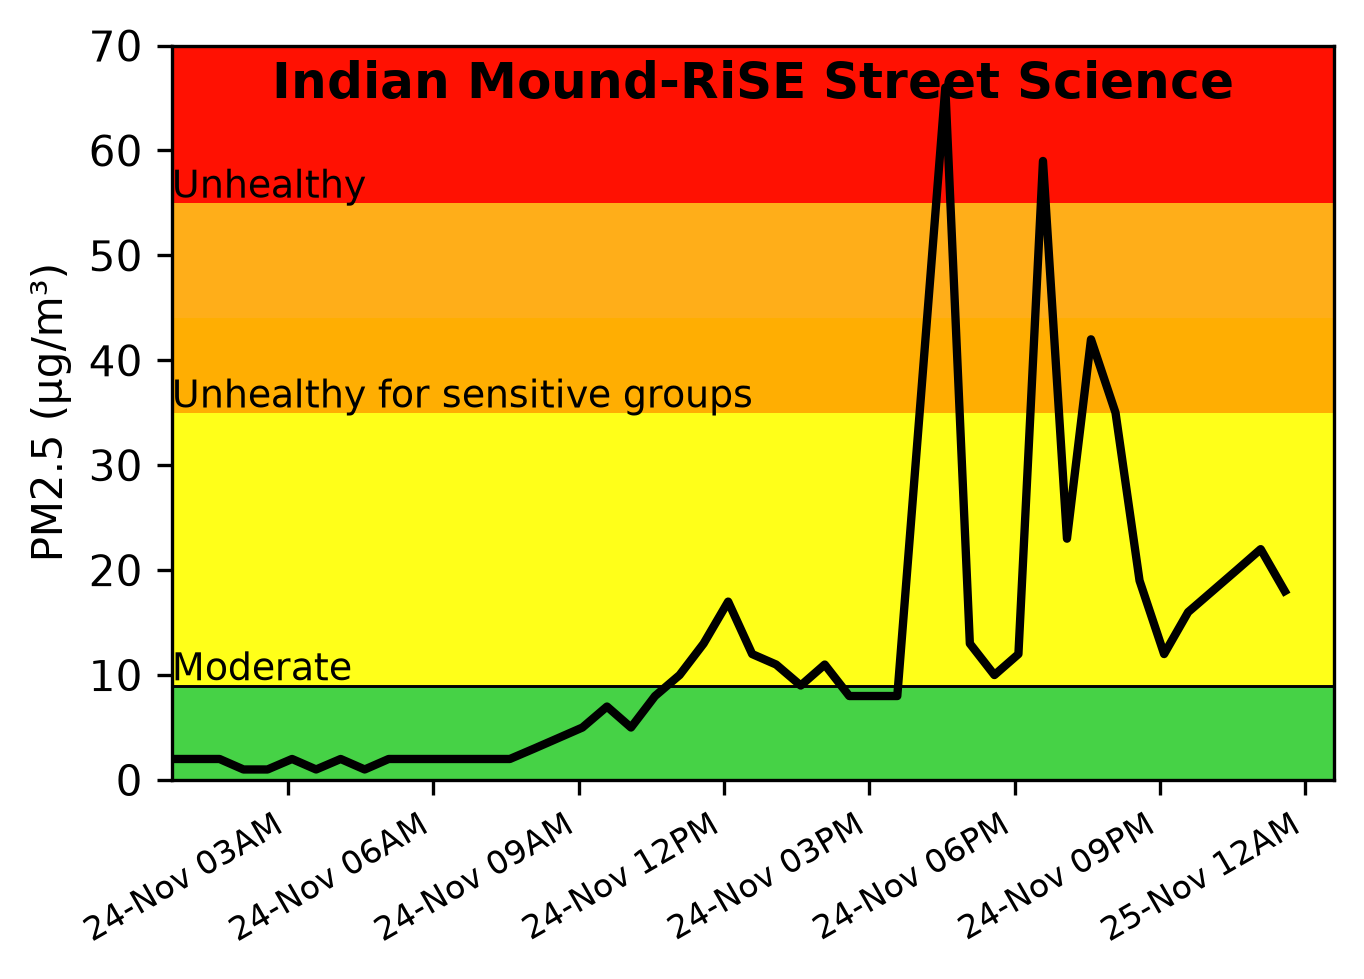 Indian Mound-RiSE Street Science
PM2.5 (µg/m³)
70
60
50
40
30
20
10
0
Unhealthy
Unhealthy for sensitive groups
Moderate
24-Nov 03AM
24-Nov 06AM
24-Nov 09AM
24-Nov 12PM
24-Nov 03PM
24-Nov 06PM
24-Nov 09PM
25-Nov 12AM